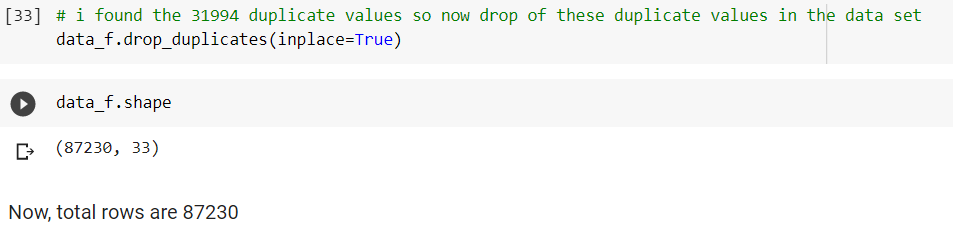 [33] # i found the 31994 duplicate values so now drop of these duplicate values in the data set
data_f.drop_duplicates(inplace=True)
data_f.shape
(87230, 33)
Now, total rows are 87230